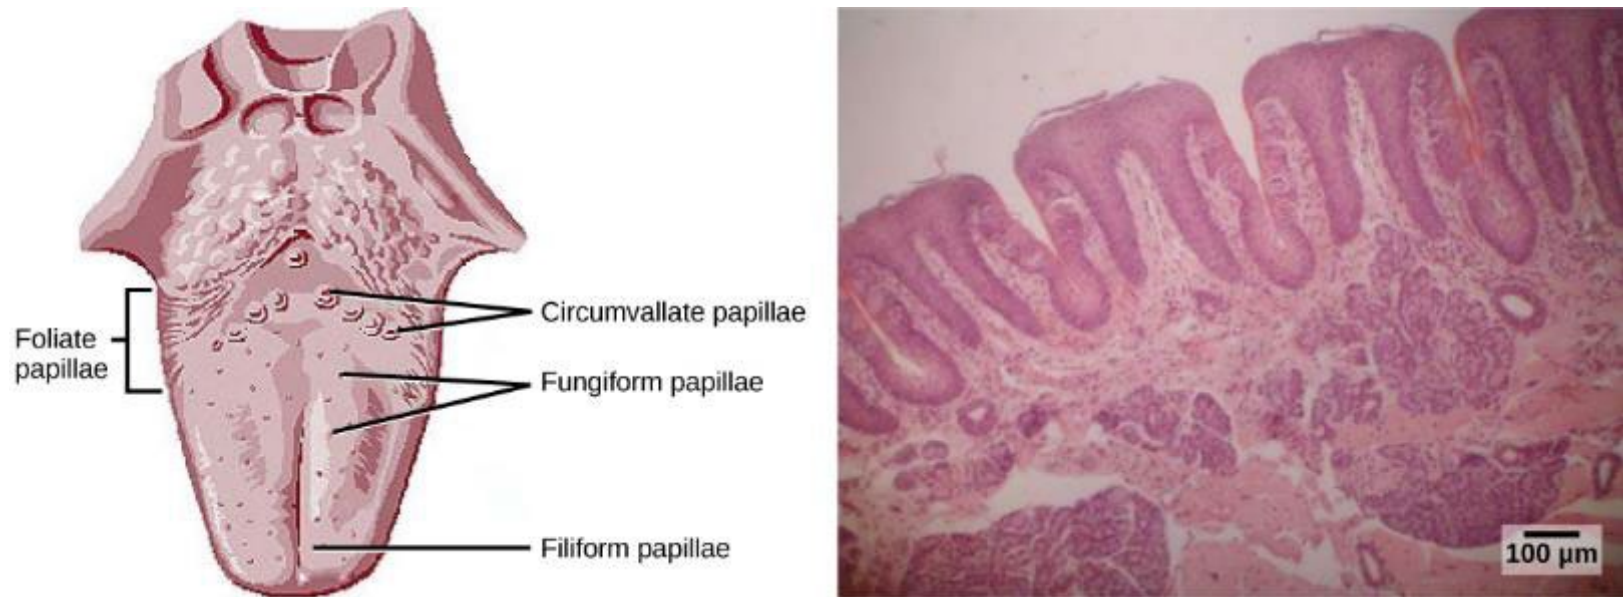 Foliate
papillae
Circumvallate papillae
Fungiform papillae
Filiform papillae
100 µm